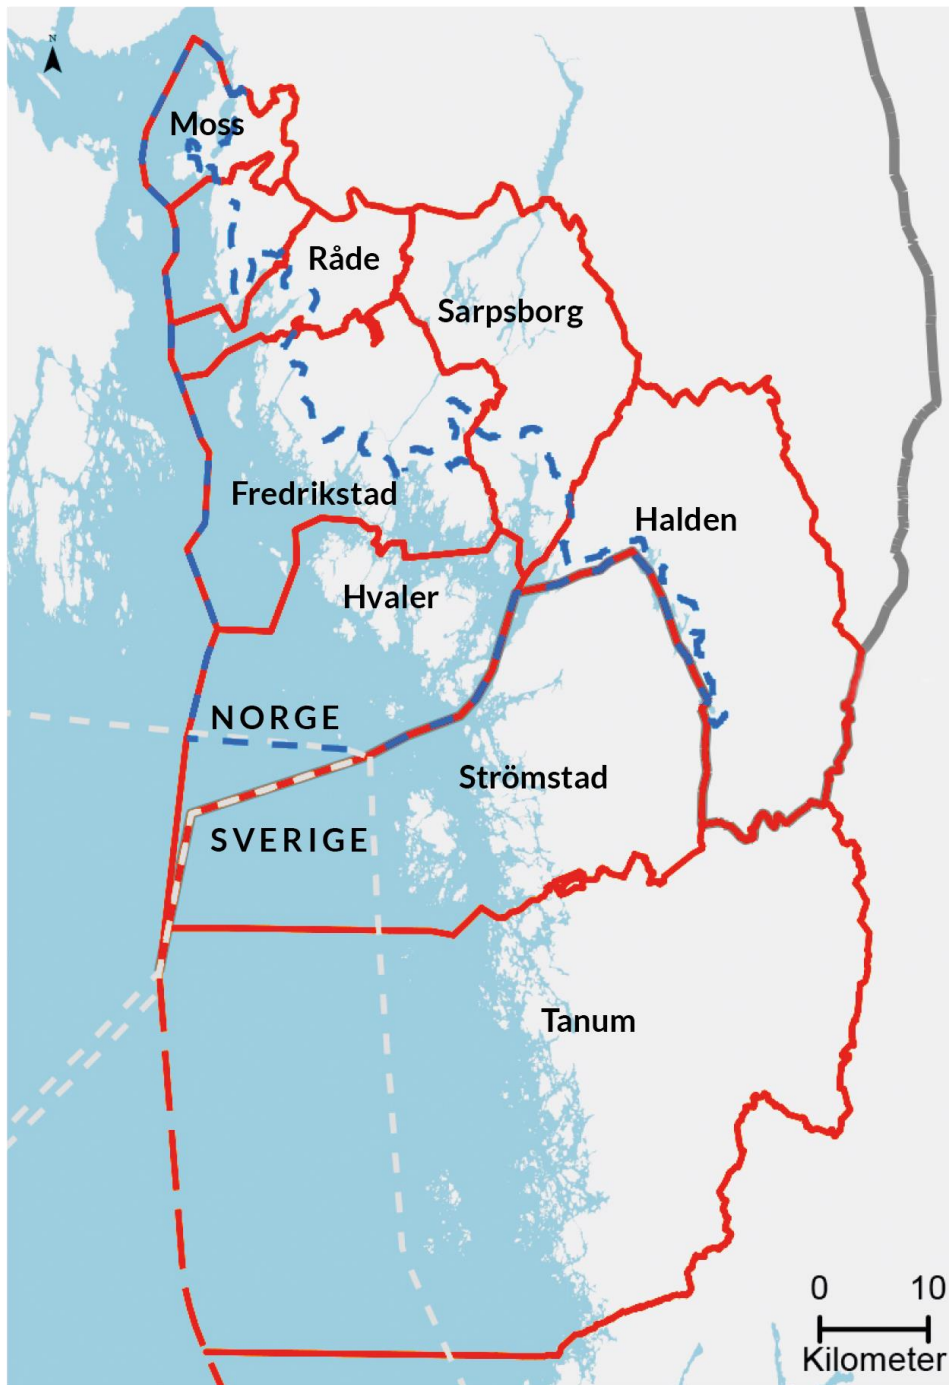 N
Moss
Råde
Sarpsborg
Fredrikstad
Halden
Hvaler
NORGE
Strömstad
SVERIGE
Tanum
0 10
Kilometer